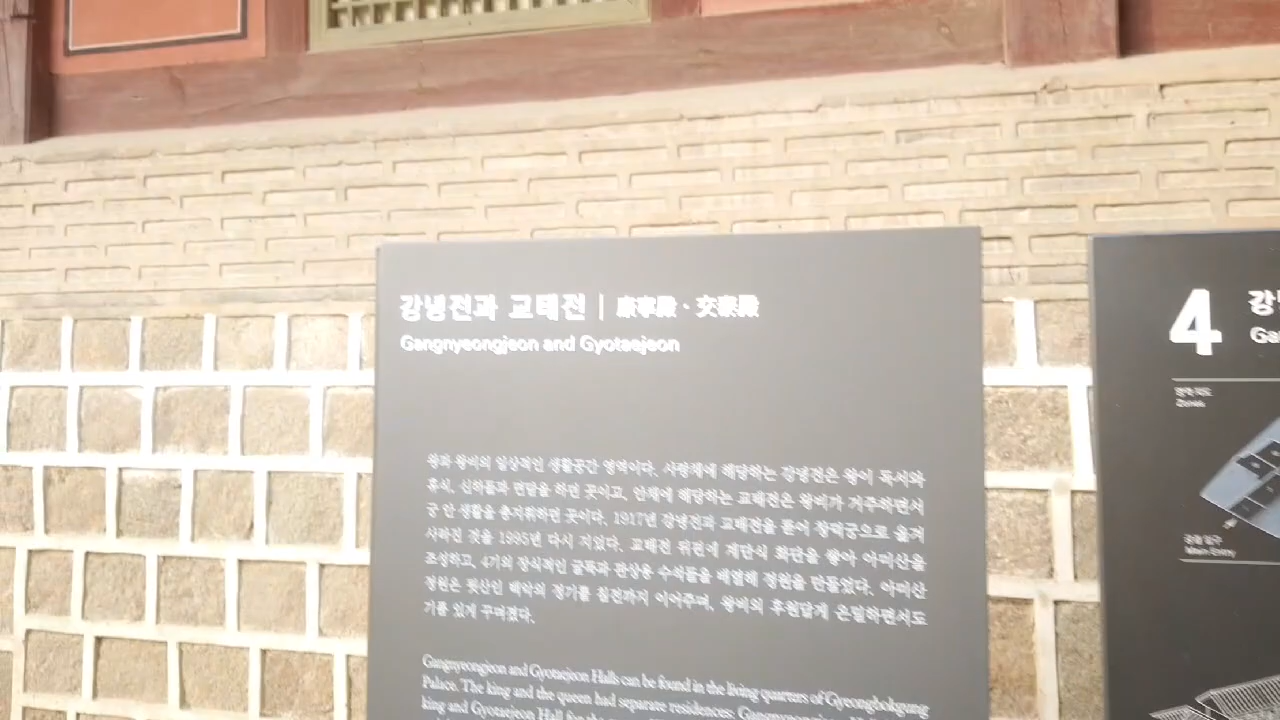 강녕전과 교태전 | 康寧殿 · 交泰殿
Gangnyeongjeon and Gyotaejeon
왕과 왕비의 일상적인 생활공간 영역이다. 사랑채에 해당하는 강녕전은 왕이 독서와
휴식, 신하들과 면담을 하던 곳이고, 안채에 해당하는 교태전은 왕비가 거주하면서
궁 안 생활을 총지휘하던 곳이다. 1917년 강녕전과 교태전을 뜯어 창덕궁으로 옮겨
사라진 것을 1995년 다시 지었다. 교태전 뒤편에 계단식 화단을 쌓아 아미산을
조성하고, 4기의 장식적인 굴뚝과 관상용 수석들을 배열해 정원을 만들었다. 아미산
정원은 뒷산인 백악의 정기를 침전까지 이어주며, 왕비의 후원답게 은밀하면서도
기품 있게 꾸며졌다.
Gangnyeongjeon and Gyotaejeon Halls can be found in the living quarters of Gyeongbokgung
Palace. The king and the queen had separate residences: Gangnyeongjeon
king and Gyotaejeon Hall for the
4
강
Ga
Main Entry